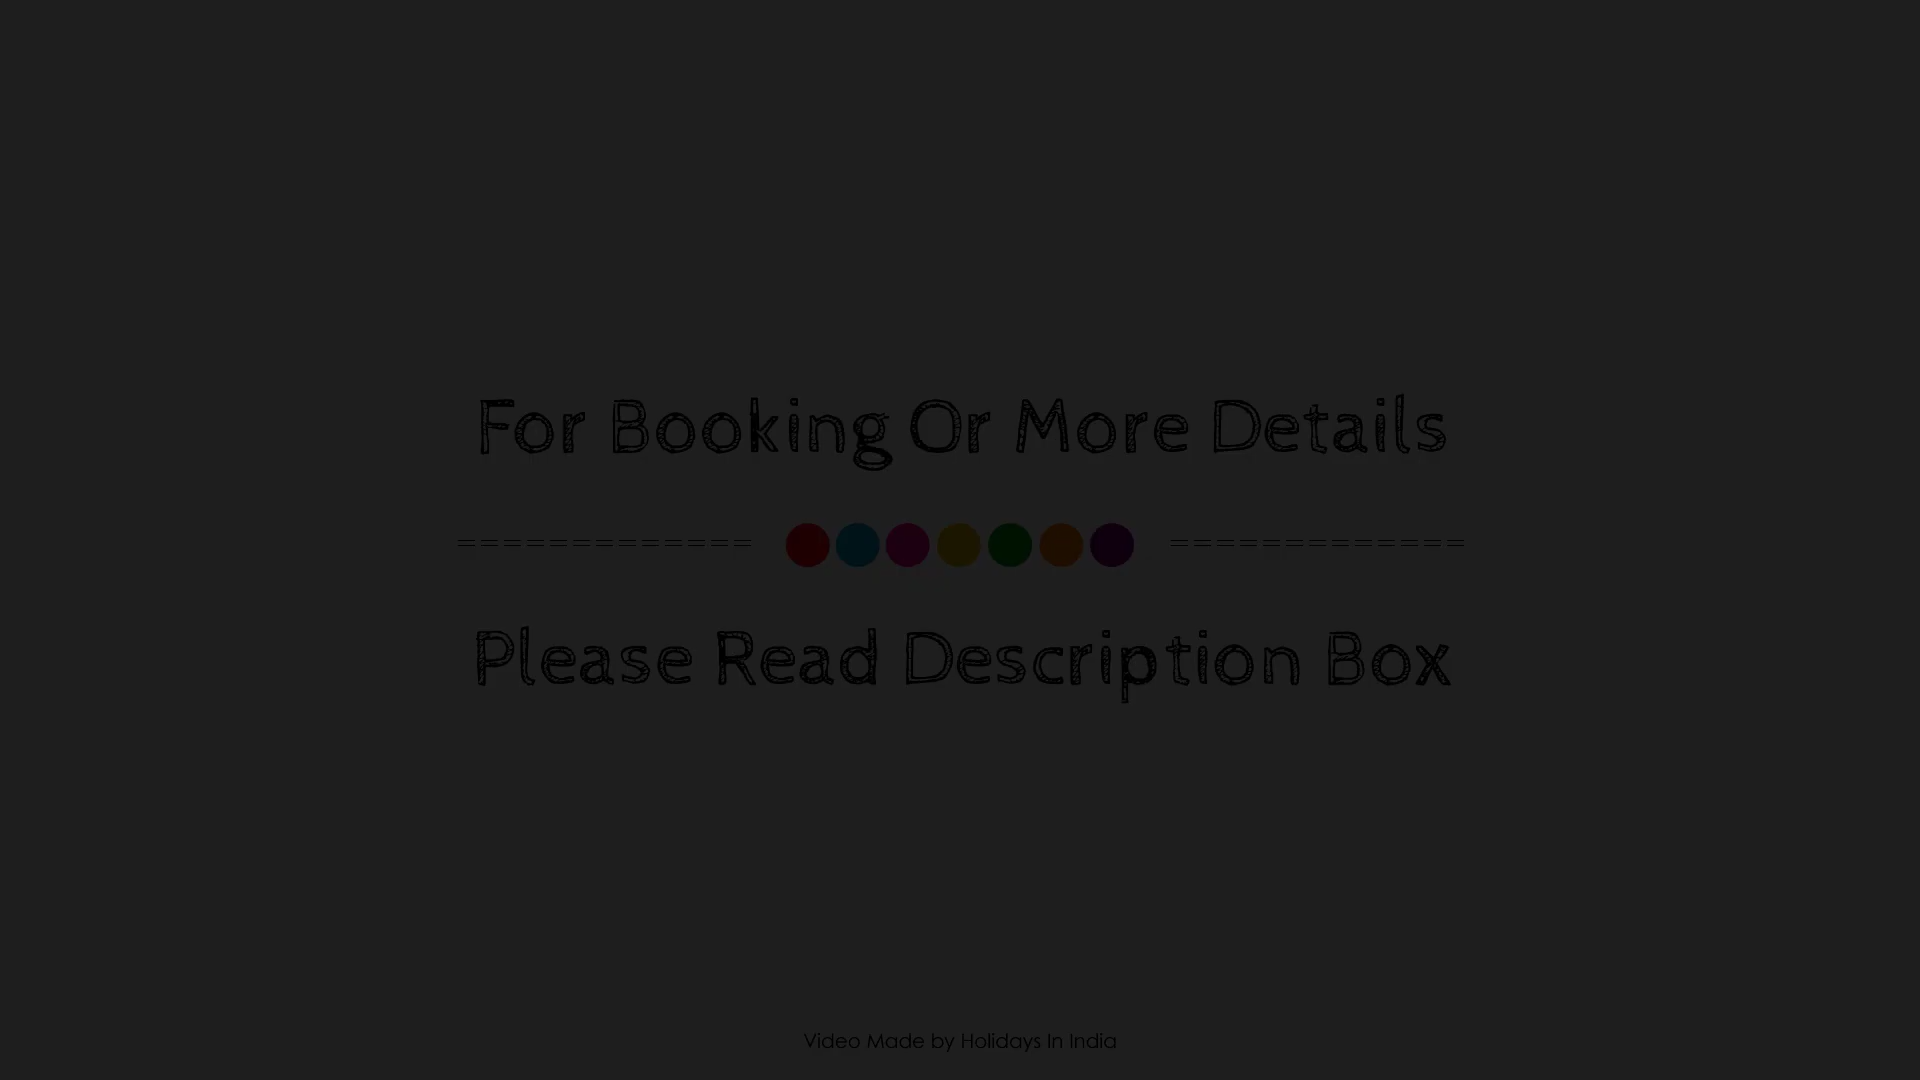 For Booking Or More Details
============= =============
Please Read Description Box
Video Made by Holidays In India